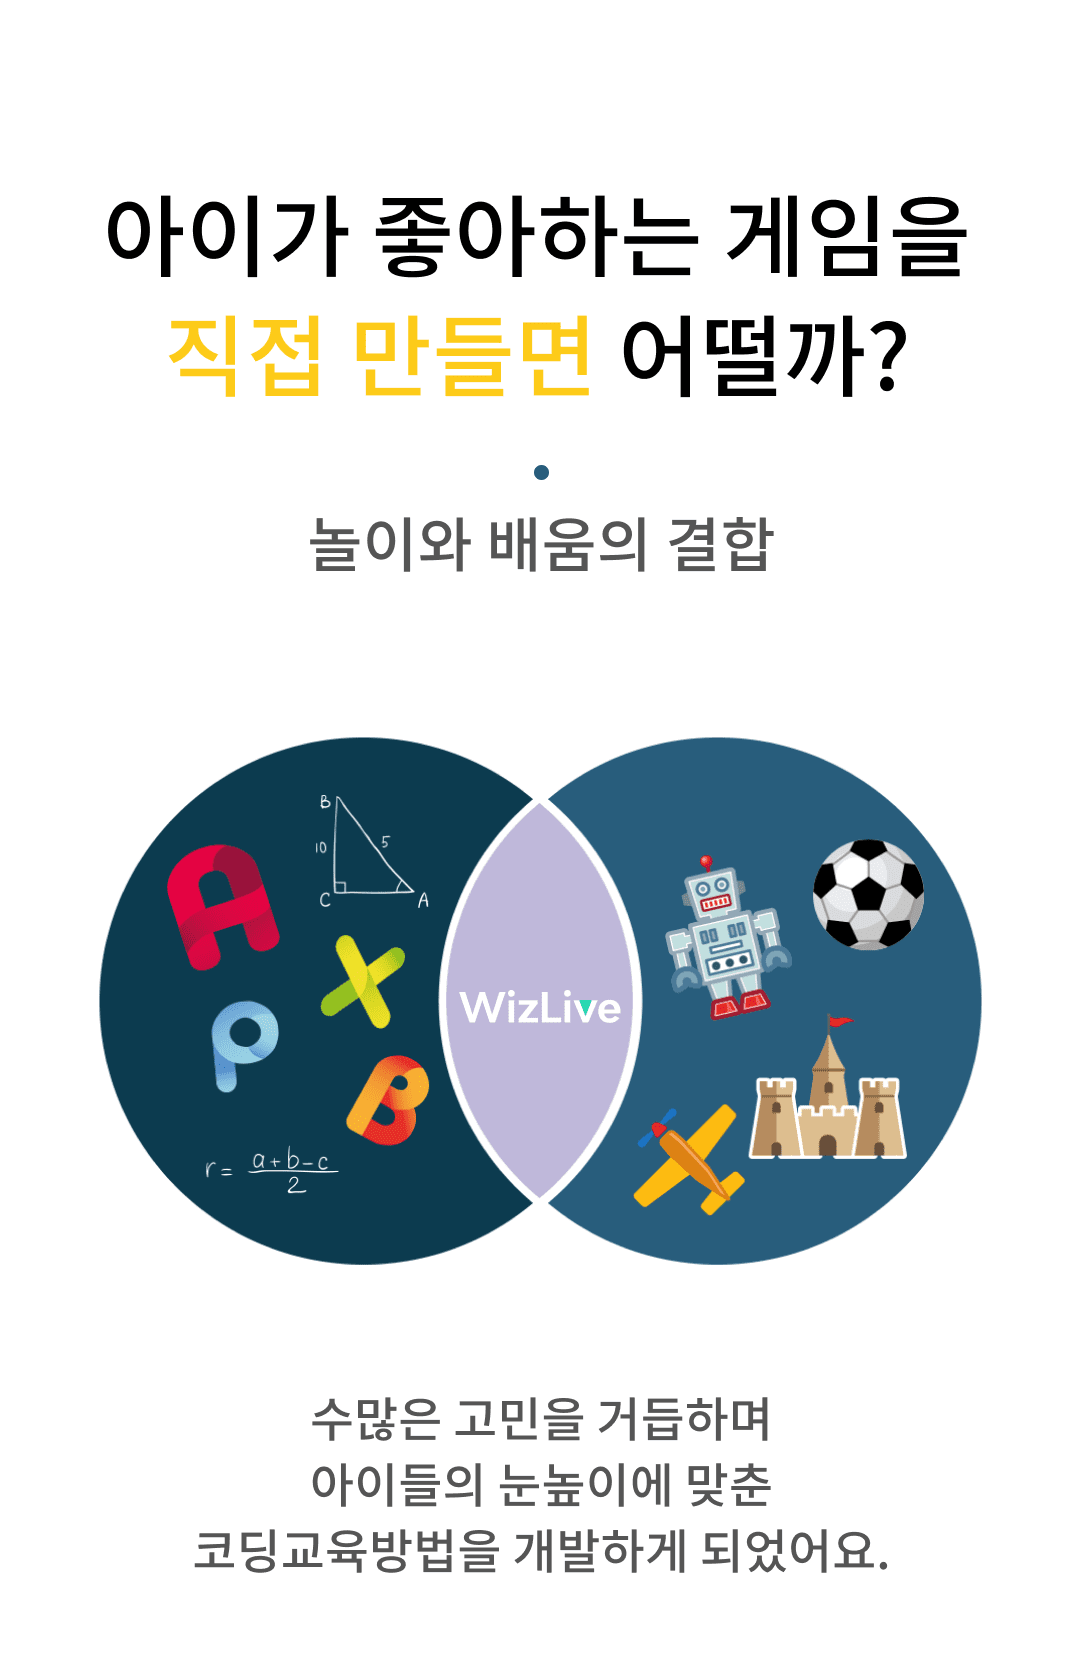 아이가 좋아하는 게임을
직접 만들면 어떨까?
놀이와 배움의 결합
B
10
5
C
A
A
X
P
B
WizLive
r = a+b-c
2
수많은 고민을 거듭하며
아이들의 눈높이에 맞춘
코딩교육방법을 개발하게 되었어요.